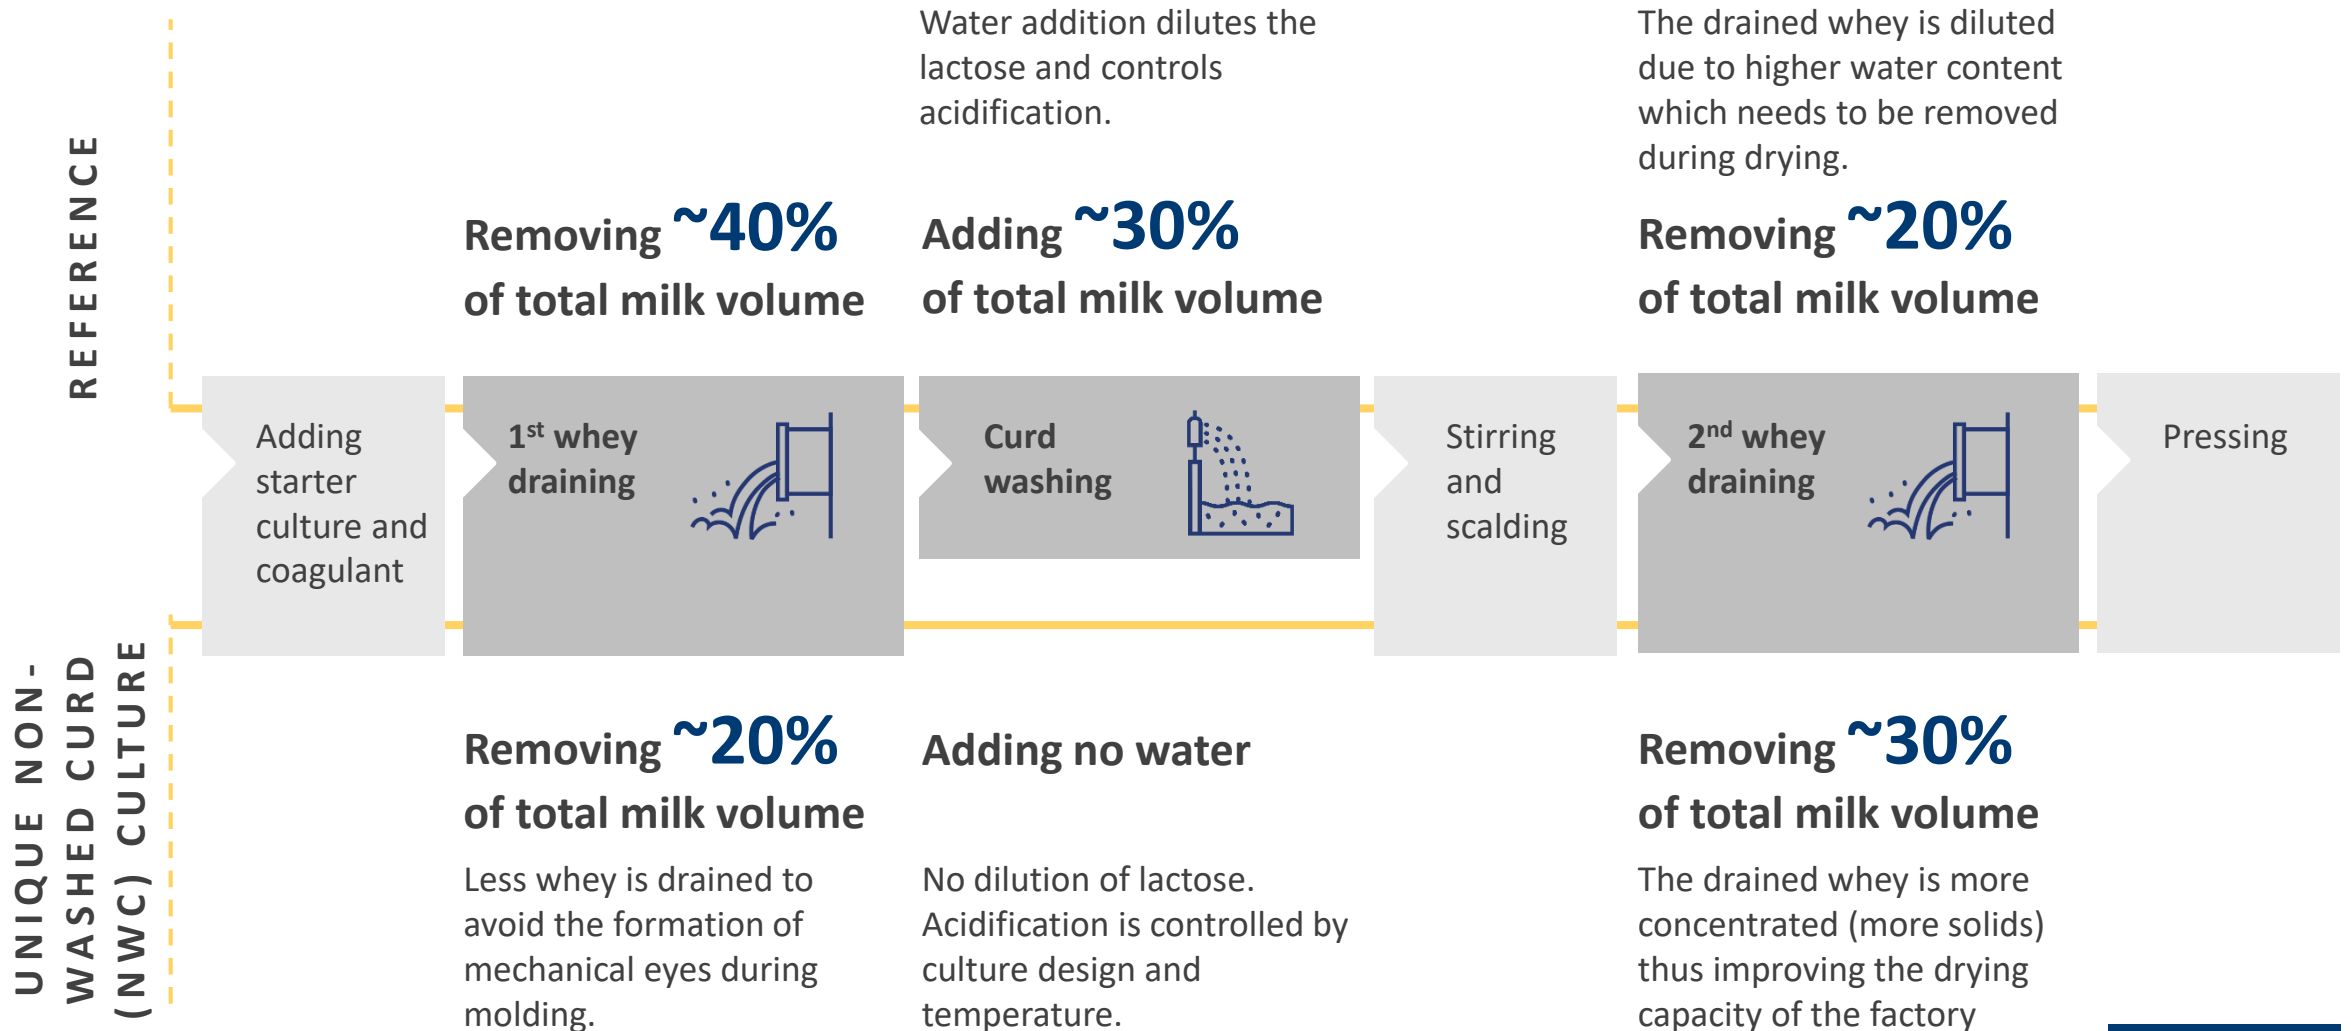 REFERENCE
Water addition dilutes the
lactose and controls
acidification.
The drained whey is diluted
due to higher water content
which needs to be removed
during drying.
Removing ~40%
of total milk volume
Adding ~30%
of total milk volume
Removing ~20%
of total milk volume
Adding
starter
culture and
coagulant
1st whey
draining
Curd
washing
Stirring
and
scalding
2nd whey
draining
Pressing
UNIQUE NON-
WASHED CURD
(NWC) CULTURE
Removing ~20%
of total milk volume
Less whey is drained to
avoid the formation of
mechanical eyes during
molding.
Adding no water
No dilution of lactose.
Acidification is controlled by
culture design and
temperature.
Removing ~30%
of total milk volume
The drained whey is more
concentrated (more solids)
thus improving the drying
capacity of the factory